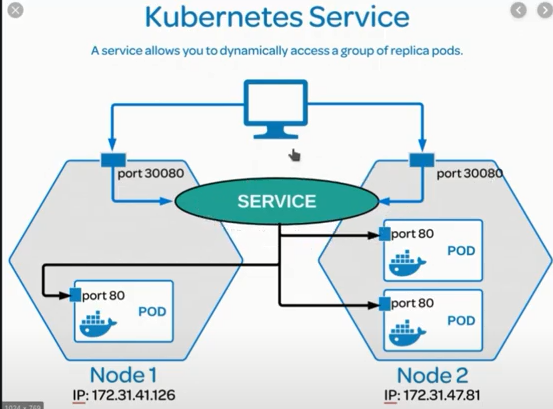 Kubernetes Service
A service allows you to dynamically access a group of replica pods.
port 30080
port 30080
SERVICE
port 80
POD
port 80
POD
port 80
POD
Node 1
IP: 172.31.41.126
Node 2
IP: 172.31.47.81